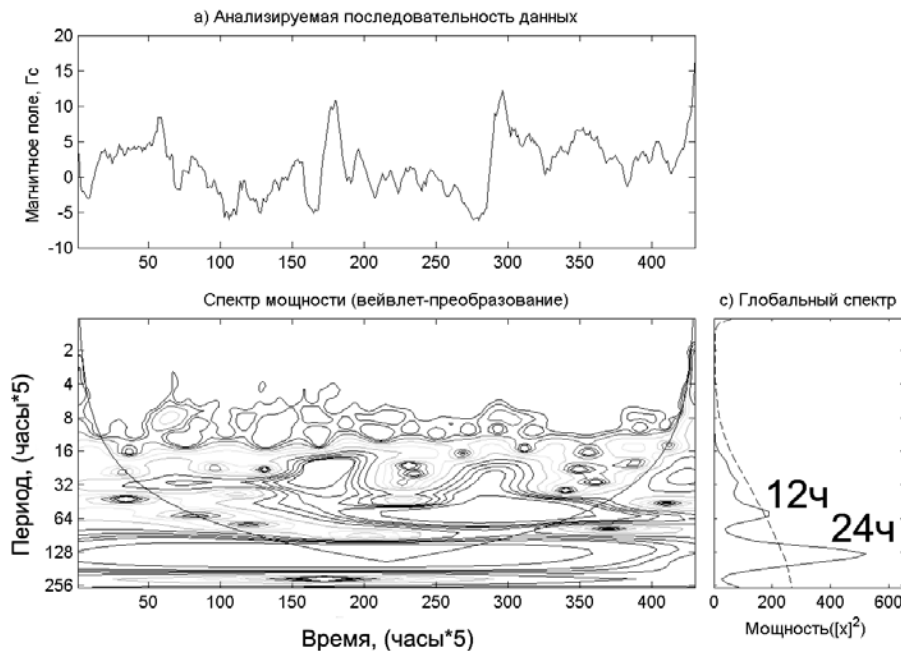 а) Анализируемая последовательность данных
Магнитное поле, Гс
20
15
10
5
0
-5
-10
50 100 150 200 250 300 350 400
Спектр мощности (вейвлет-преобразование)
с) Глобальный спектр
Период, (часы*5)
2
4
8
16
32
64
128
256
50 100 150 200 250 300 350 400
Время, (часы*5)
12ч
24ч
0 200 400 600
Мощность([x]²)